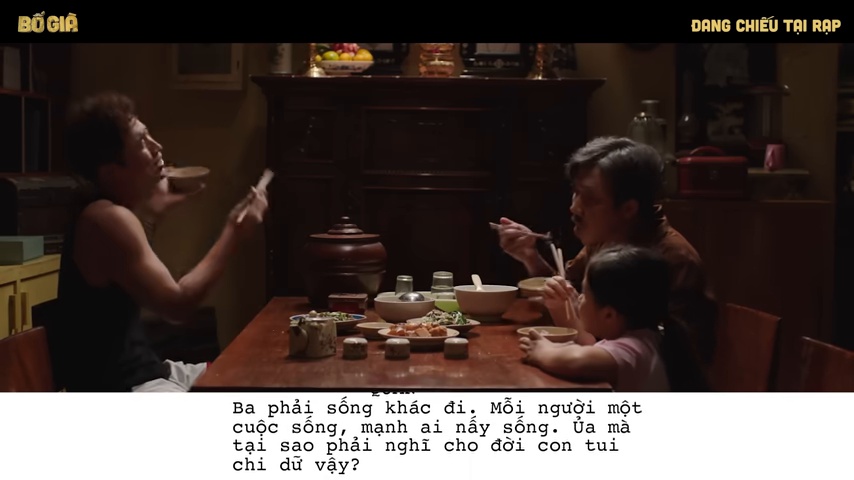 BỐ GIÀ
ĐANG CHIẾU TẠI RẠP
Ba phải sống khác đi. Mỗi người một
cuộc sống, mạnh ai nấy sống. Ủa mà
tại sao phải nghĩ cho đời con tui
chi dữ vậy?